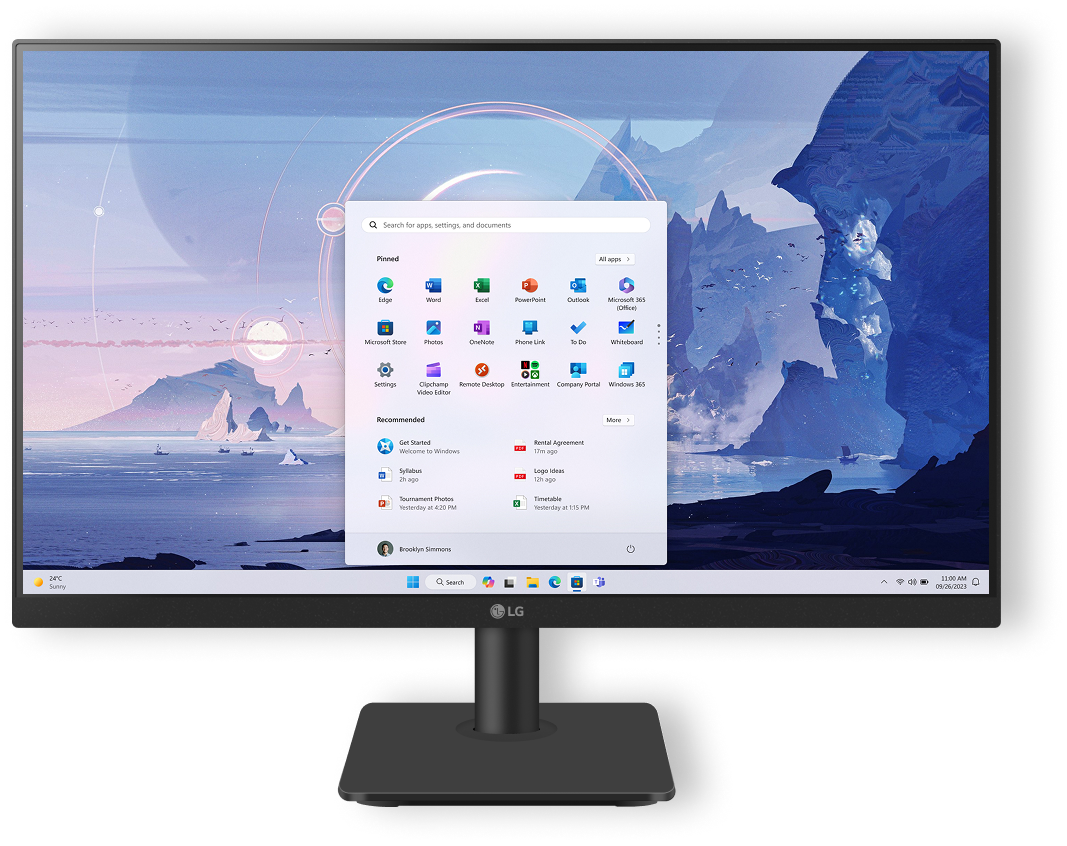 Search for apps, settings, and documents
Pinned
All apps >
Edge
Word
Excel
PowerPoint
Outlook
Microsoft 365
(Office)
Microsoft Store
Photos
OneNote
Phone Link
To Do
Whiteboard
Settings
Clipchamp
Video Editor
Remote Desktop
Entertainment
Company Portal
Windows 365
Recommended
More >
Get Started
Welcome to Windows
PDF
Rental Agreement
17m ago
Syllabus
2h ago
PDF
Logo Ideas
12h ago
Tournament Photos
Yesterday at 4:20 PM
Timetable
Yesterday at 1:15 PM
Brooklyn Simmons
24°C
Sunny
Search
11:00 AM
09/26/2023
LG